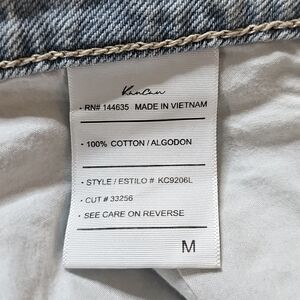 KanCan
- RN# 144635 MADE IN VIETNAM
- 100% COTTON / ALGODON
- STYLE / ESTILO # KC9206L
- CUT # 33256
- SEE CARE ON REVERSE
M